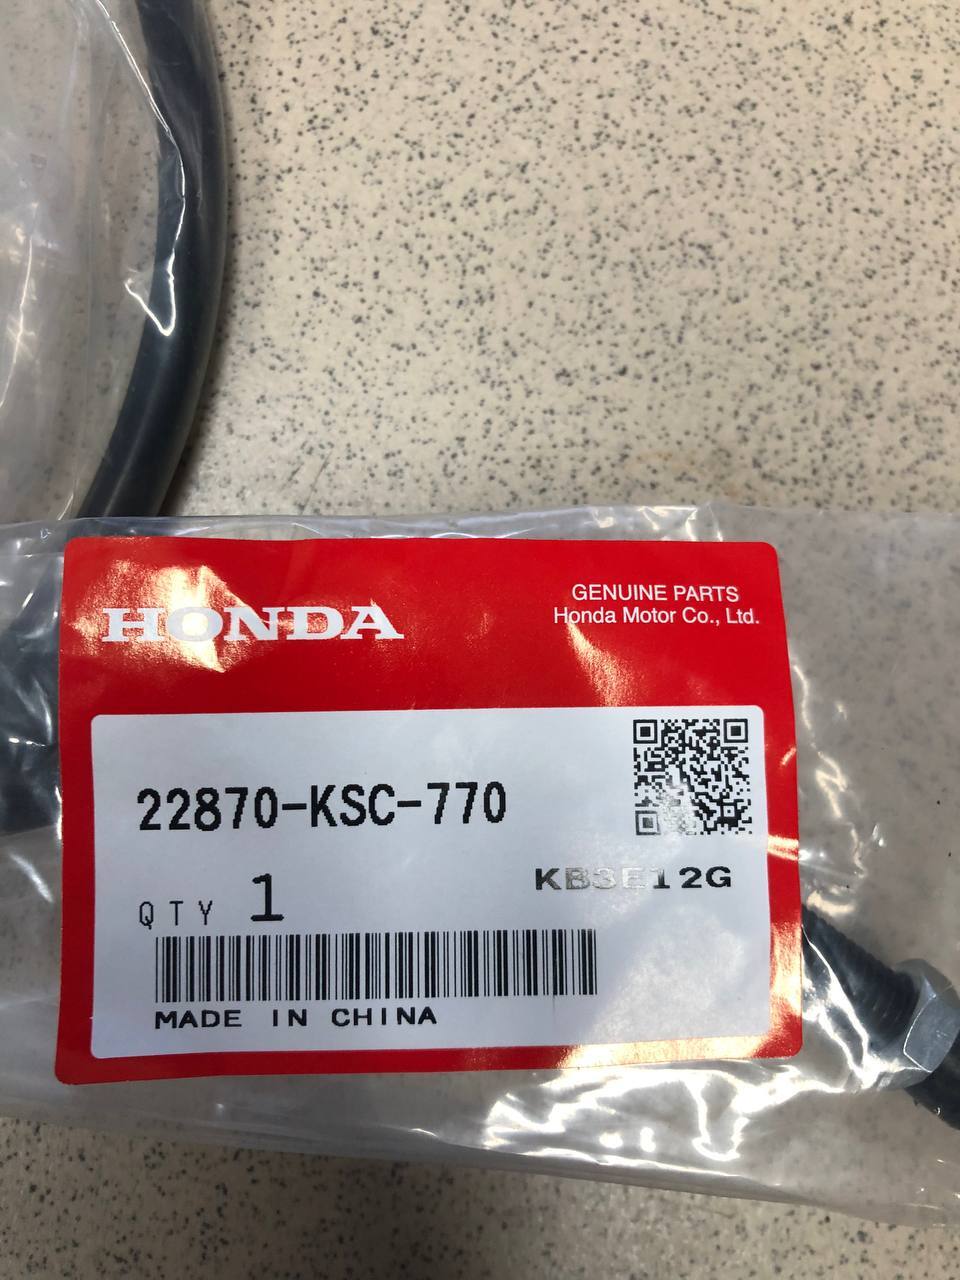 HONDA
GENUINE PARTS
Honda Motor Co., Ltd.
22870-KSC-770
KB3E12G
QTY 1
MADE IN CHINA